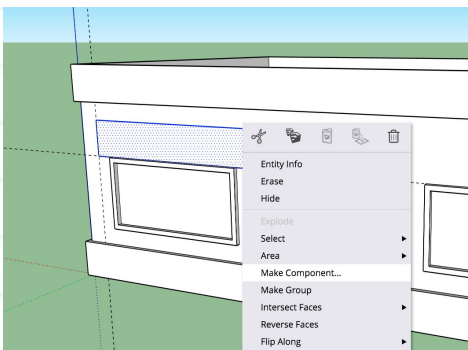 Entity Info
Erase
Hide
Explode
Select
Area
Make Component...
Make Group
Intersect Faces
Reverse Faces
Flip Along